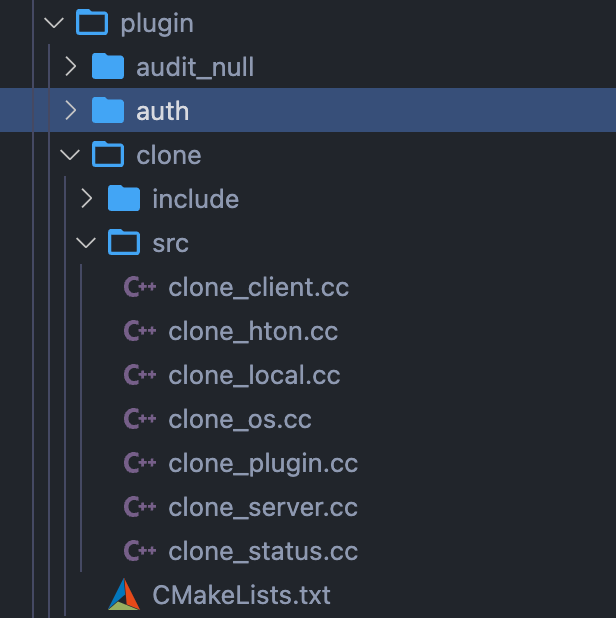 plugin
audit_null
auth
clone
include
src
C++ clone_client.cc
C++ clone_hton.cc
C++ clone_local.cc
C++ clone_os.cc
C++ clone_plugin.cc
C++ clone_server.cc
C++ clone_status.cc
CMakeLists.txt